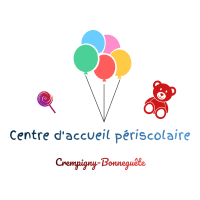 Centre d'accueil périscolaire
Crempigny-Bonneguête